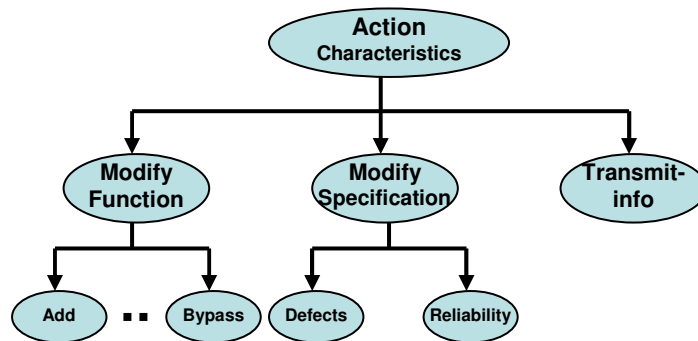 Action
Characteristics
Modify
Function
Modify
Specification
Transmit-
info
Add
▪▪
Bypass
Defects
Reliability